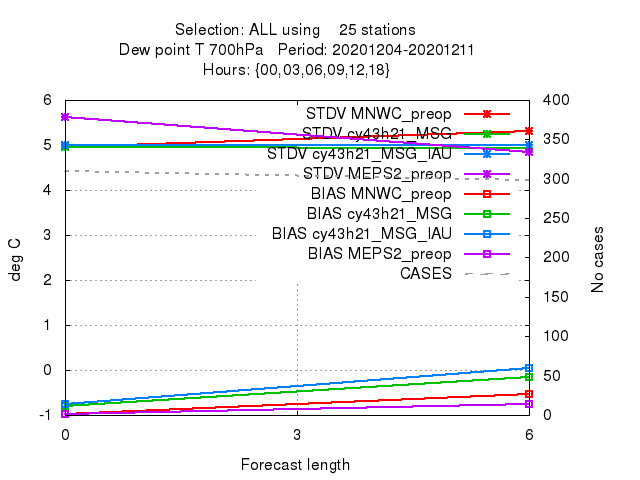 Selection: ALL using    25 stations
Dew point T 700hPa   Period: 20201204-20201211
Hours: {00,03,06,09,12,18}
6
5
4
3
2
1
0
-1
deg C
400
350
300
250
200
150
100
50
0
No cases
STDV MNWC_preop
STDV cy43h21_MSG
STDV cy43h21_MSG_IAU
STDV MEPS2_preop
BIAS MNWC_preop
BIAS cy43h21_MSG
BIAS cy43h21_MSG_IAU
BIAS MEPS2_preop
CASES
0 3 6
Forecast length